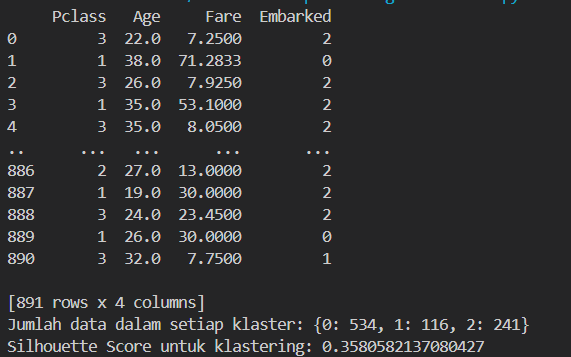 Pclass Age Fare Embarked
0 3 22.0 7.2500 2
1 1 38.0 71.2833 0
2 3 26.0 7.9250 2
3 1 35.0 53.1000 2
4 3 35.0 8.0500 2
.. ... ... ... ...
886 2 27.0 13.0000 2
887 1 19.0 30.0000 2
888 3 24.0 23.4500 2
889 1 26.0 30.0000 0
890 3 32.0 7.7500 1
[891 rows x 4 columns]
Jumlah data dalam setiap klaster: {0: 534, 1: 116, 2: 241}
Silhouette Score untuk klastering: 0.3580582137080427